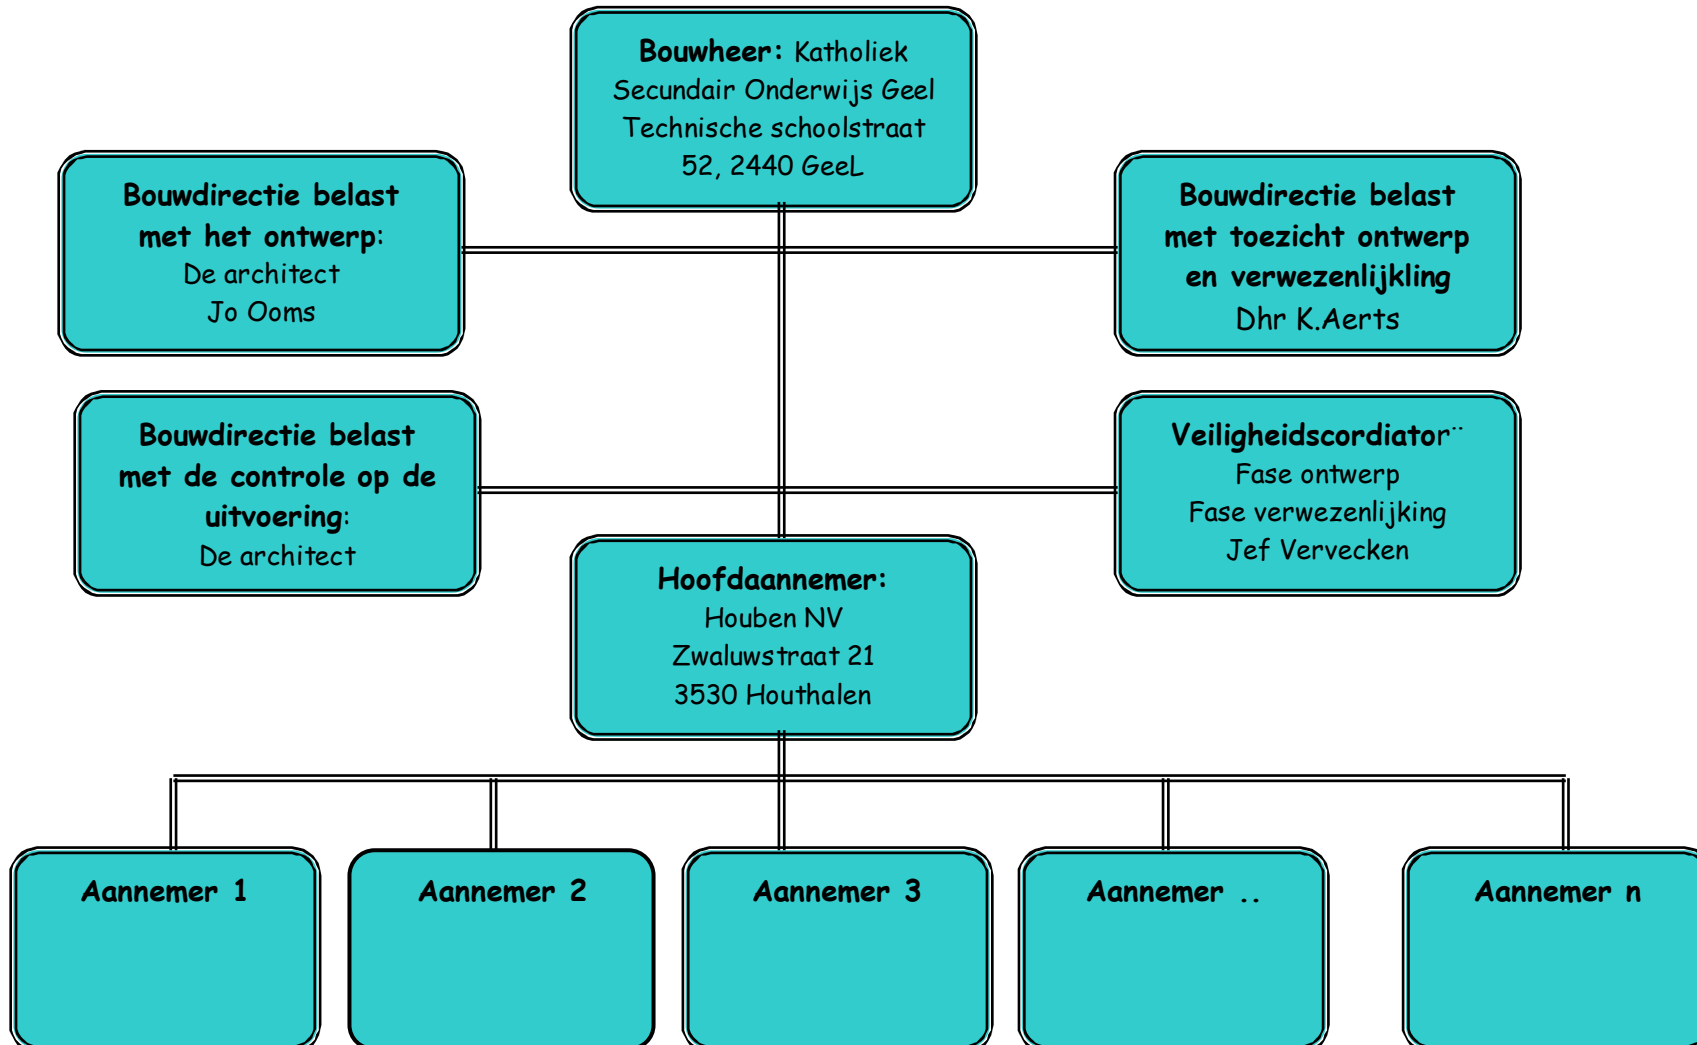 Bouwheer: Katholiek
Secundair Onderwijs Geel
Technische schoolstraat
52, 2440 GeeL
Bouwdirectie belast
met het ontwerp:
De architect
Jo Ooms
Bouwdirectie belast
met toezicht ontwerp
en verwezenlijkling
Dhr K.Aerts
Bouwdirectie belast
met de controle op de
uitvoering:
De architect
Veiligheidscordiator¨
Fase ontwerp
Fase verwezenlijking
Jef Vervecken
Hoofdaannemer:
Houben NV
Zwaluwstraat 21
3530 Houthalen
Aannemer 1
Aannemer 2
Aannemer 3
Aannemer ..
Aannemer n